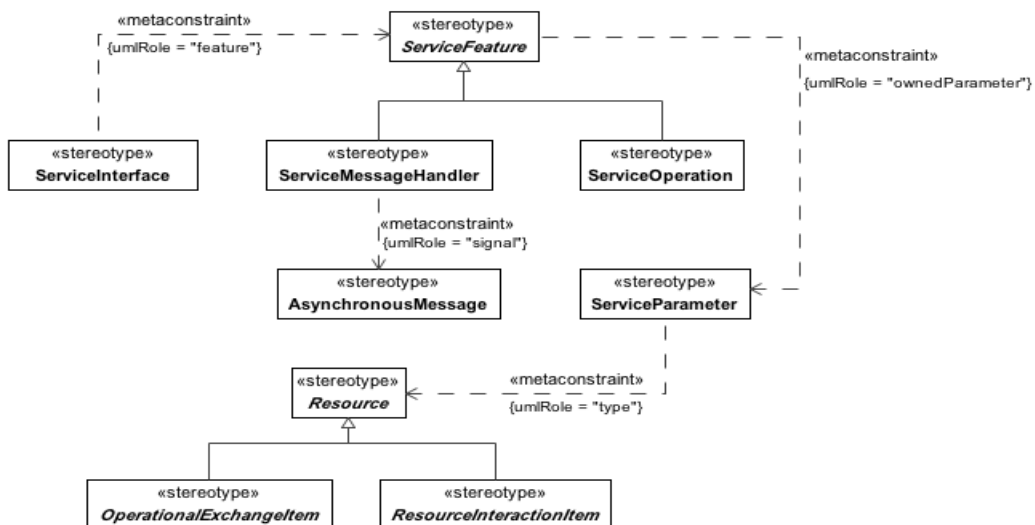 «metaconstraint»
{umlRole = "feature"}
«stereotype»
ServiceFeature
«metaconstraint»
{umlRole = "ownedParameter"}
«stereotype»
ServiceInterface
«stereotype»
ServiceMessageHandler
«stereotype»
ServiceOperation
«metaconstraint»
{umlRole = "signal"}
«stereotype»
AsynchronousMessage
«stereotype»
ServiceParameter
«stereotype»
Resource
«metaconstraint»
{umlRole = "type"}
«stereotype»
OperationalExchangeItem
«stereotype»
ResourceInteractionItem